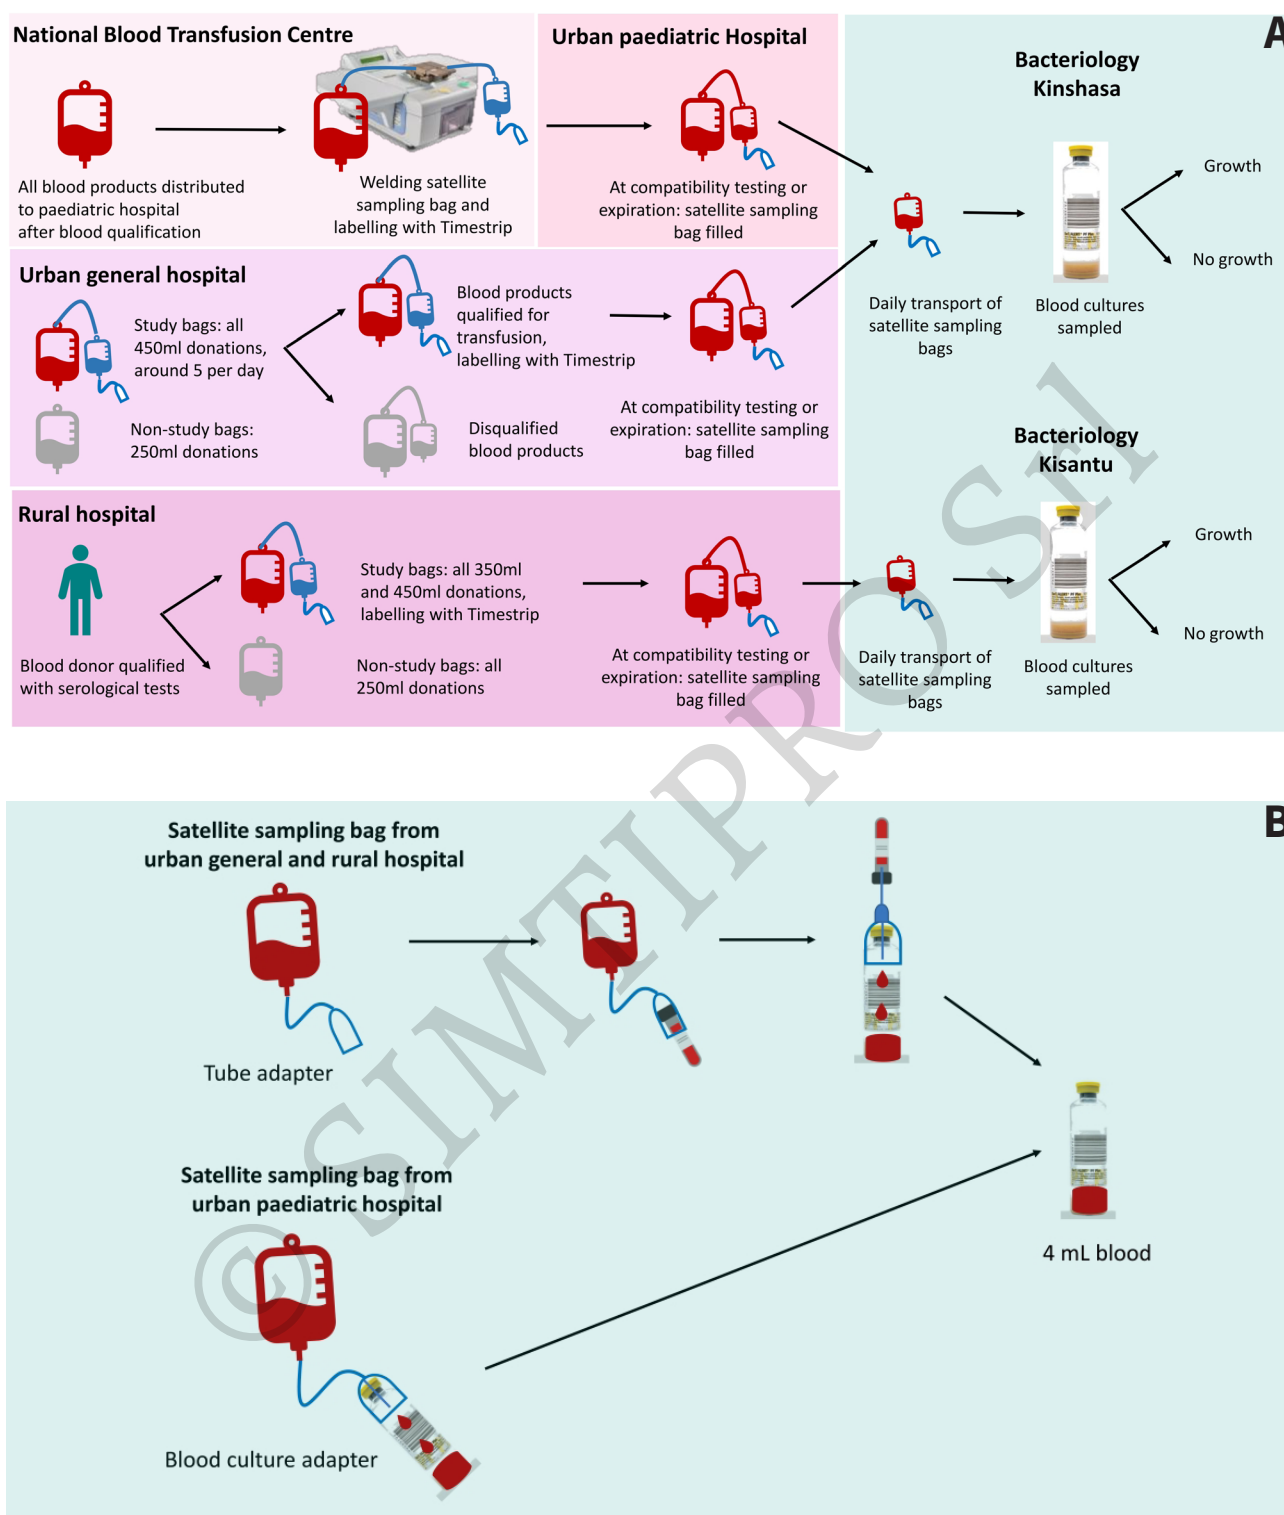 A
National Blood Transfusion Centre
All blood products distributed
to paediatric hospital
after blood qualification
Welding satellite
sampling bag and
labelling with Timestrip
Urban paediatric Hospital
At compatibility testing or
expiration: satellite sampling
bag filled
Bacteriology
Kinshasa
Daily transport of
satellite sampling
bags
Blood cultures
sampled
Growth
No growth
Urban general hospital
Study bags: all
450ml donations,
around 5 per day
Non-study bags:
250ml donations
Blood products
qualified for
transfusion,
labelling with Timestrip
Disqualified
blood products
At compatibility testing or
expiration: satellite sampling
bag filled
Bacteriology
Kisantu
Rural hospital
Blood donor qualified
with serological tests
Study bags: all 350ml
and 450ml donations,
labelling with Timestrip
Non-study bags: all
250ml donations
At compatibility testing or
expiration: satellite sampling
bag filled
Daily transport of
satellite sampling
bags
Blood cultures
sampled
Growth
No growth
B
Satellite sampling bag from
urban general and rural hospital
Tube adapter
Satellite sampling bag from
urban paediatric hospital
Blood culture adapter
4 mL blood
© SIMTIPRO Srl